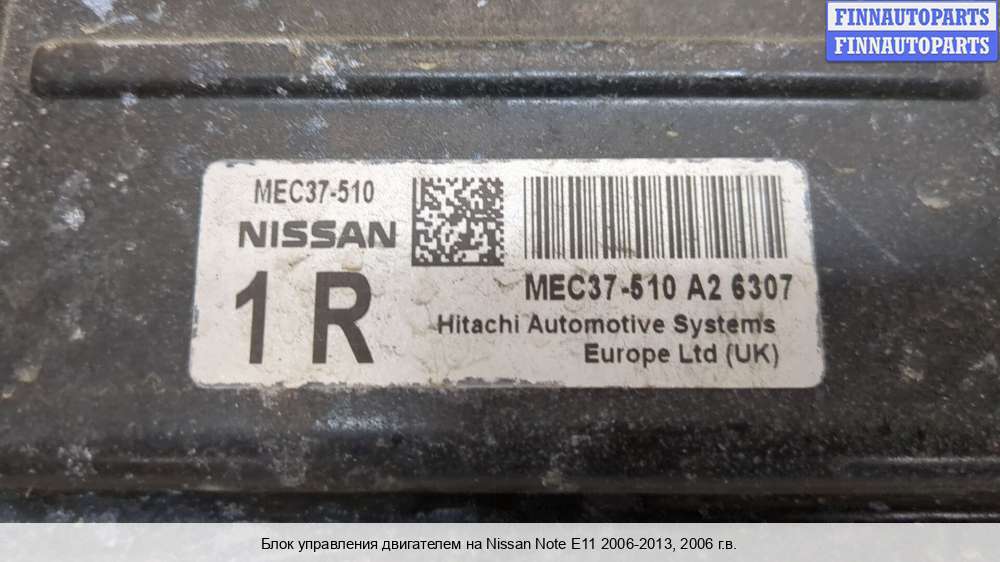 FINNAUTOPARTS
FINNAUTOPARTS
MEC37-510
NISSAN
1 R
MEC37-510 A2 6307
Hitachi Automotive Systems
Europe Ltd (UK)
Блок управления двигателем на Nissan Note E11 2006-2013, 2006 г.в.